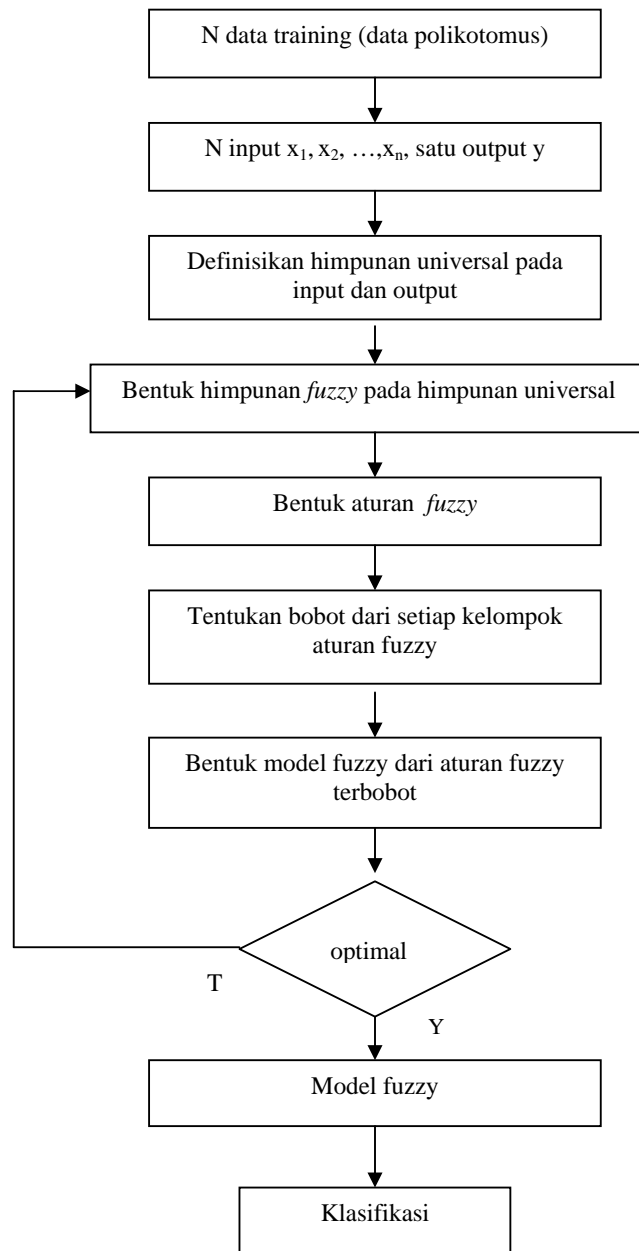 N data training (data polikotomus)
N input x₁, x₂, …,xₙ, satu output y
Definisikan himpunan universal pada
input dan output
Bentuk himpunan fuzzy pada himpunan universal
Bentuk aturan fuzzy
Tentukan bobot dari setiap kelompok
aturan fuzzy
Bentuk model fuzzy dari aturan fuzzy
terbobot
optimal
T
Y
Model fuzzy
Klasifikasi